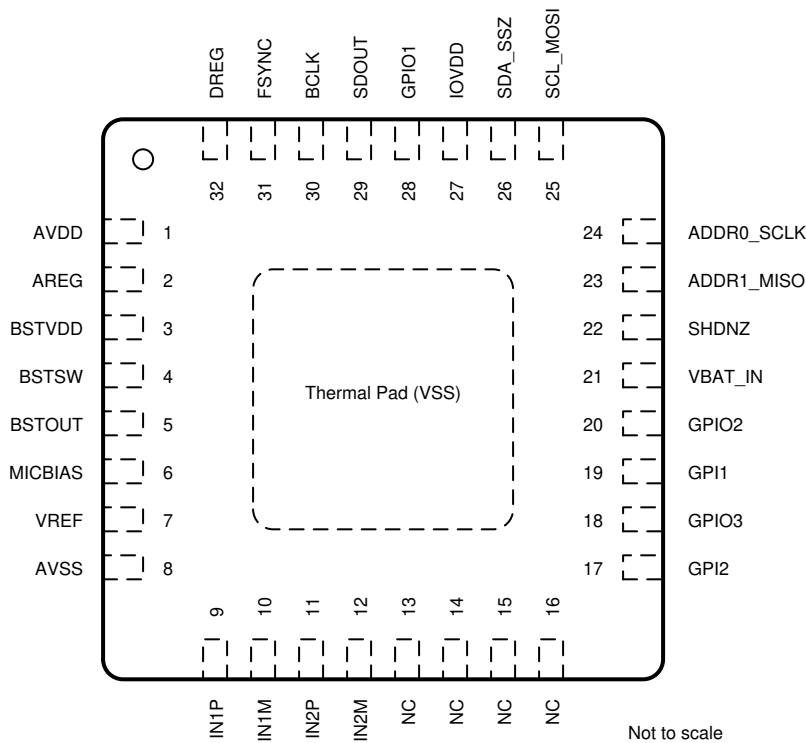 DREG
FSYNC
BCLK
SDOUT
GPIO1
IOVDD
SDA_SSZ
SCL_MOSI
32
31
30
29
28
27
26
25
AVDD 1
AREG 2
BSTVDD 3
BSTSW 4
BSTOUT 5
MICBIAS 6
VREF 7
AVSS 8
Thermal Pad (VSS)
24 ADDR0_SCLK
23 ADDR1_MISO
22 SHDNZ
21 VBAT_IN
20 GPIO2
19 GPI1
18 GPIO3
17 GPI2
9
10
11
12
13
14
15
16
IN1P
IN1M
IN2P
IN2M
NC
NC
NC
NC
Not to scale